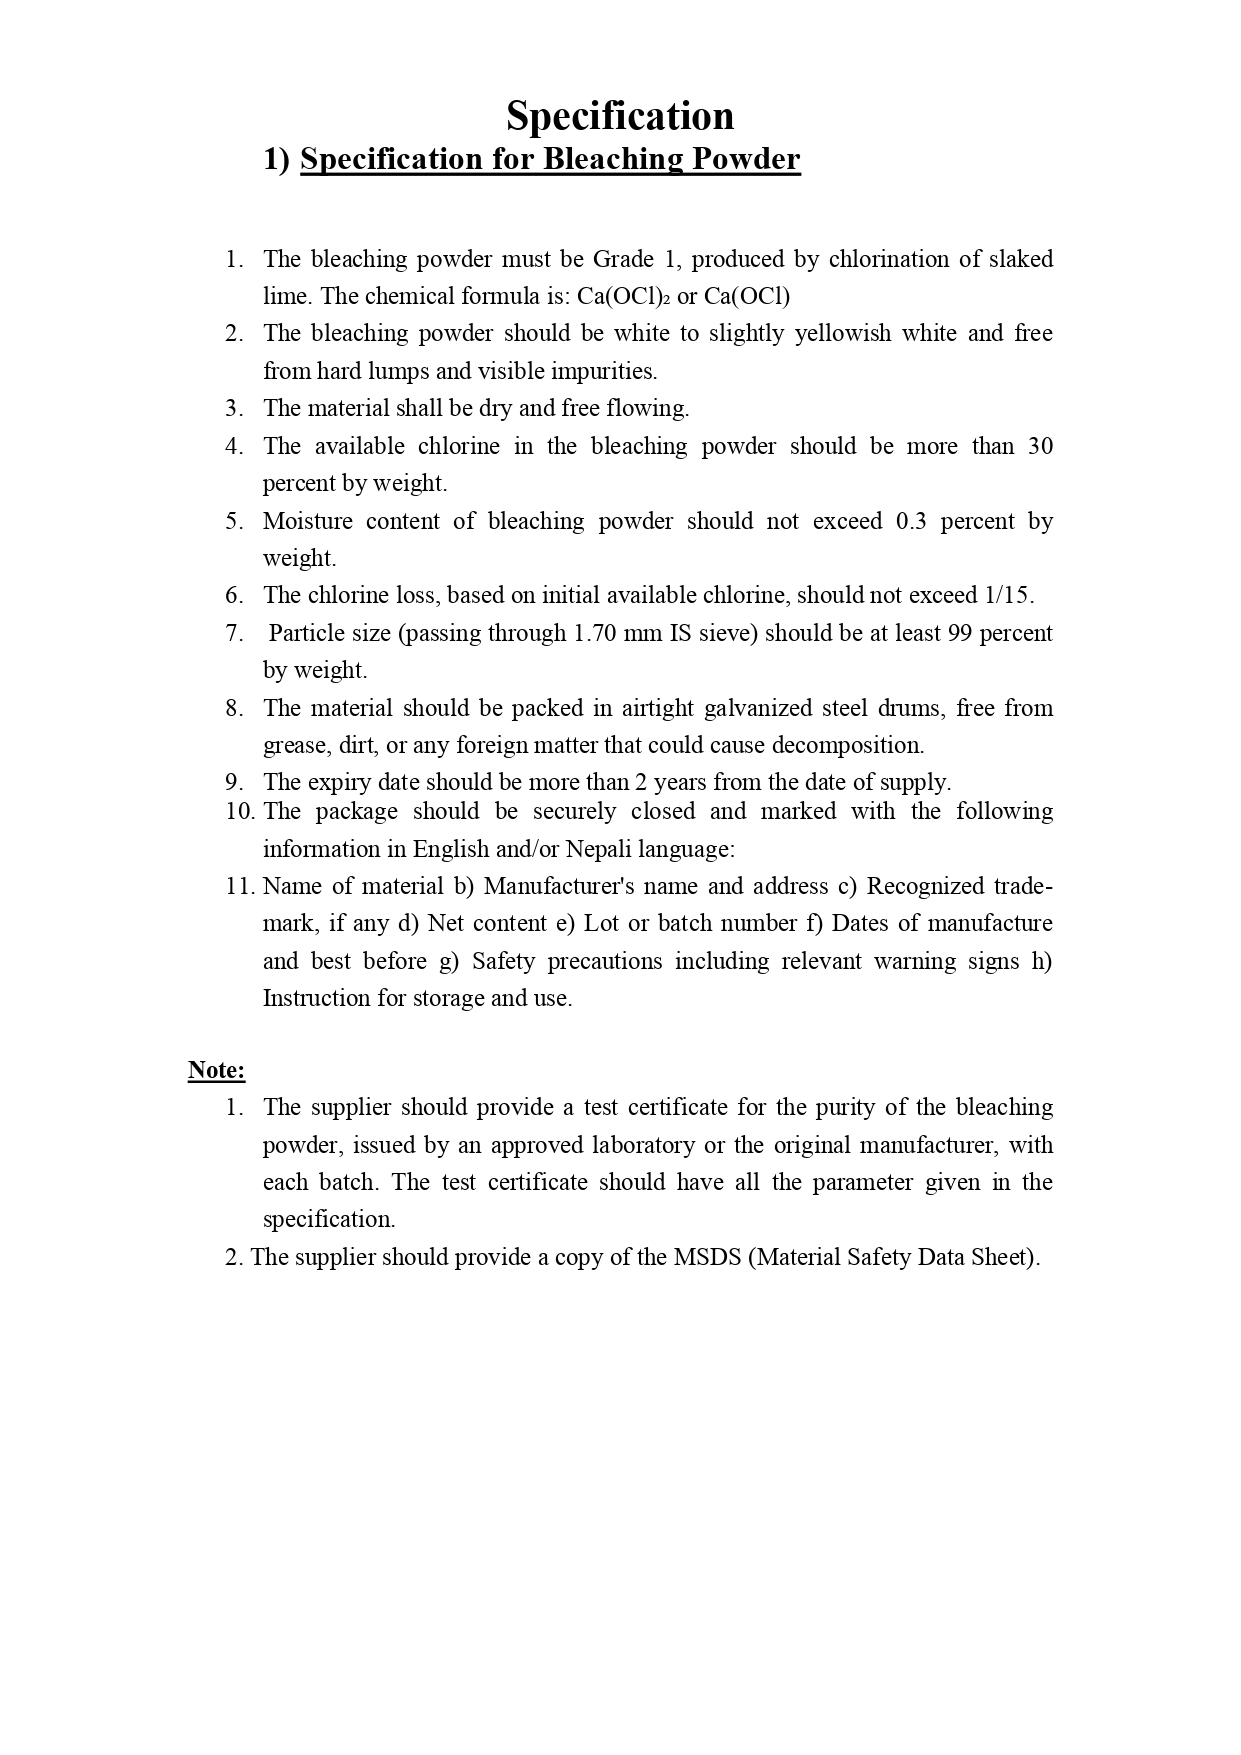 Specification
1) Specification for Bleaching Powder
1. The bleaching powder must be Grade 1, produced by chlorination of slaked
lime. The chemical formula is: Ca(OCl)₂ or Ca(OCl)
2. The bleaching powder should be white to slightly yellowish white and free
from hard lumps and visible impurities.
3. The material shall be dry and free flowing.
4. The available chlorine in the bleaching powder should be more than 30
percent by weight.
5. Moisture content of bleaching powder should not exceed 0.3 percent by
weight.
6. The chlorine loss, based on initial available chlorine, should not exceed 1/15.
7. Particle size (passing through 1.70 mm IS sieve) should be at least 99 percent
by weight.
8. The material should be packed in airtight galvanized steel drums, free from
grease, dirt, or any foreign matter that could cause decomposition.
9. The expiry date should be more than 2 years from the date of supply.
10. The package should be securely closed and marked with the following
information in English and/or Nepali language:
11. Name of material b) Manufacturer's name and address c) Recognized trade-
mark, if any d) Net content e) Lot or batch number f) Dates of manufacture
and best before g) Safety precautions including relevant warning signs h)
Instruction for storage and use.
Note:
1. The supplier should provide a test certificate for the purity of the bleaching
powder, issued by an approved laboratory or the original manufacturer, with
each batch. The test certificate should have all the parameter given in the
specification.
2. The supplier should provide a copy of the MSDS (Material Safety Data Sheet).